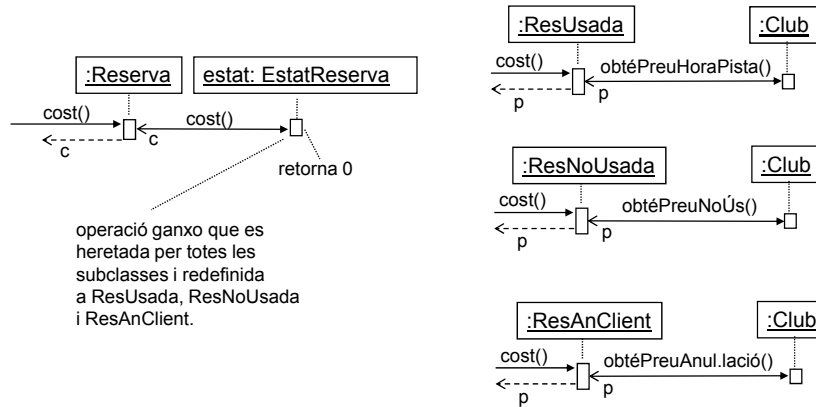 :Reserva
estat: EstatReserva
cost()
cost()
c
c
retorna 0
operació ganxo que es
heretada per totes les
subclasses i redefinida
a ResUsada, ResNoUsada
i ResAnClient.
:ResUsada
:Club
cost()
obtéPreuHoraPista()
p
p
:ResNoUsada
:Club
cost()
obtéPreuNoÚs()
p
p
:ResAnClient
:Club
cost()
obtéPreuAnul.lació()
p
p